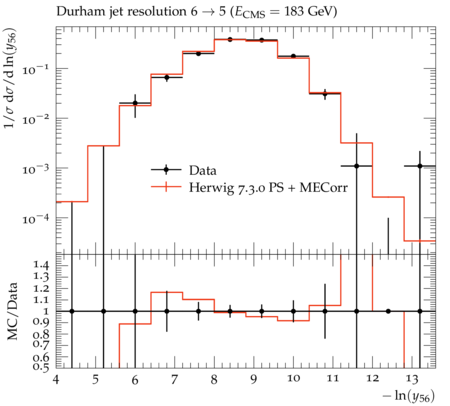 Durham jet resolution 6 → 5 (E_CMS = 183 GeV)
1/σ dσ/d ln(y_56)
10^−1
10^−2
10^−3
10^−4
Data
Herwig 7.3.0 PS + MECorr
MC/Data
1.4
1.3
1.2
1.1
1
0.9
0.8
0.7
0.6
0.5
4 5 6 7 8 9 10 11 12 13
− ln(y_56)